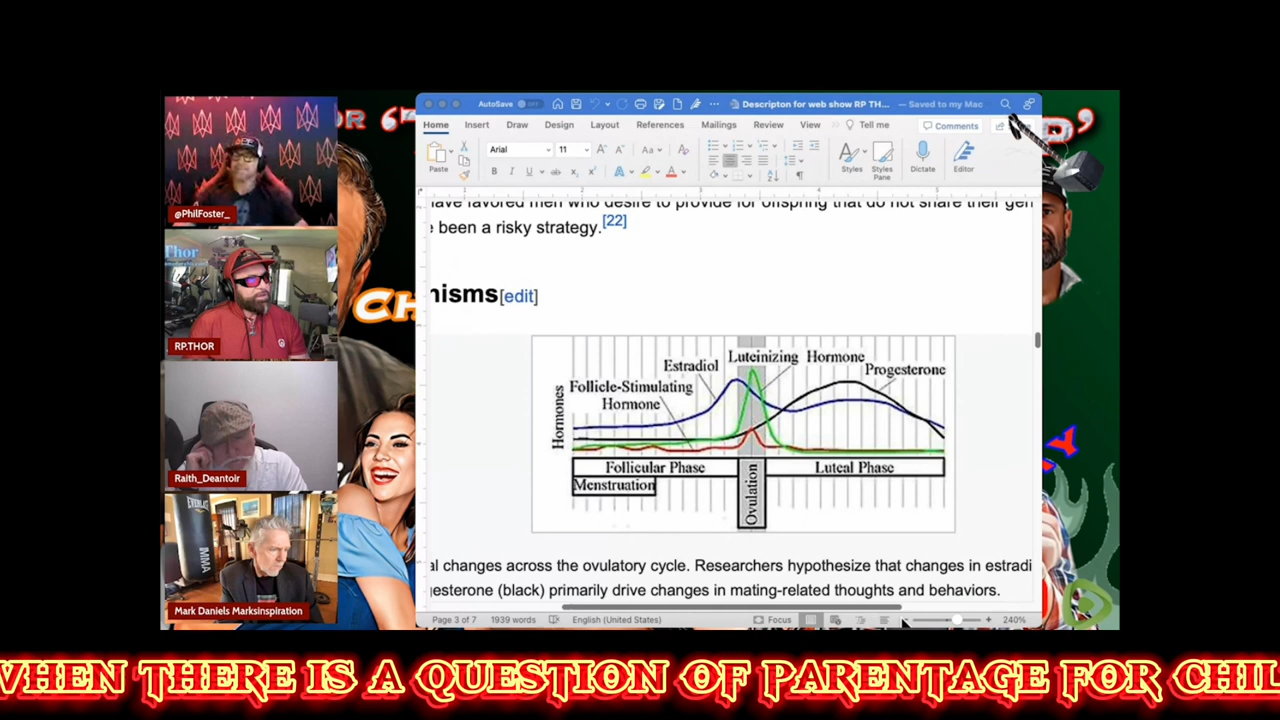 AutoSave OFF Descripton for web show RP TH... — Saved to my Mac
Home Insert Draw Design Layout References Mailings Review View Tell me Comments
Paste Arial 11 Aa Styles Styles Pane Dictate Editor
have favored men who desire to provide for offspring that do not share their gen
been a risky strategy.[22]
nisms[edit]
Luteinizing Hormone
Estradiol
Progesterone
Follicle-Stimulating
Hormone
Hormones
Follicular Phase
Luteal Phase
Menstruation
Ovulation
al changes across the ovulatory cycle. Researchers hypothesize that changes in estradi
gesterone (black) primarily drive changes in mating-related thoughts and behaviors.
Page 3 of 7 1939 words English (United States) Focus 240%
@PhilFoster_
Thor
RP.THOR
Raith_Deantoir
EVERLAST
MMA
Mark Daniels Marksinspiration
WHEN THERE IS A QUESTION OF PARENTAGE FOR CHIL